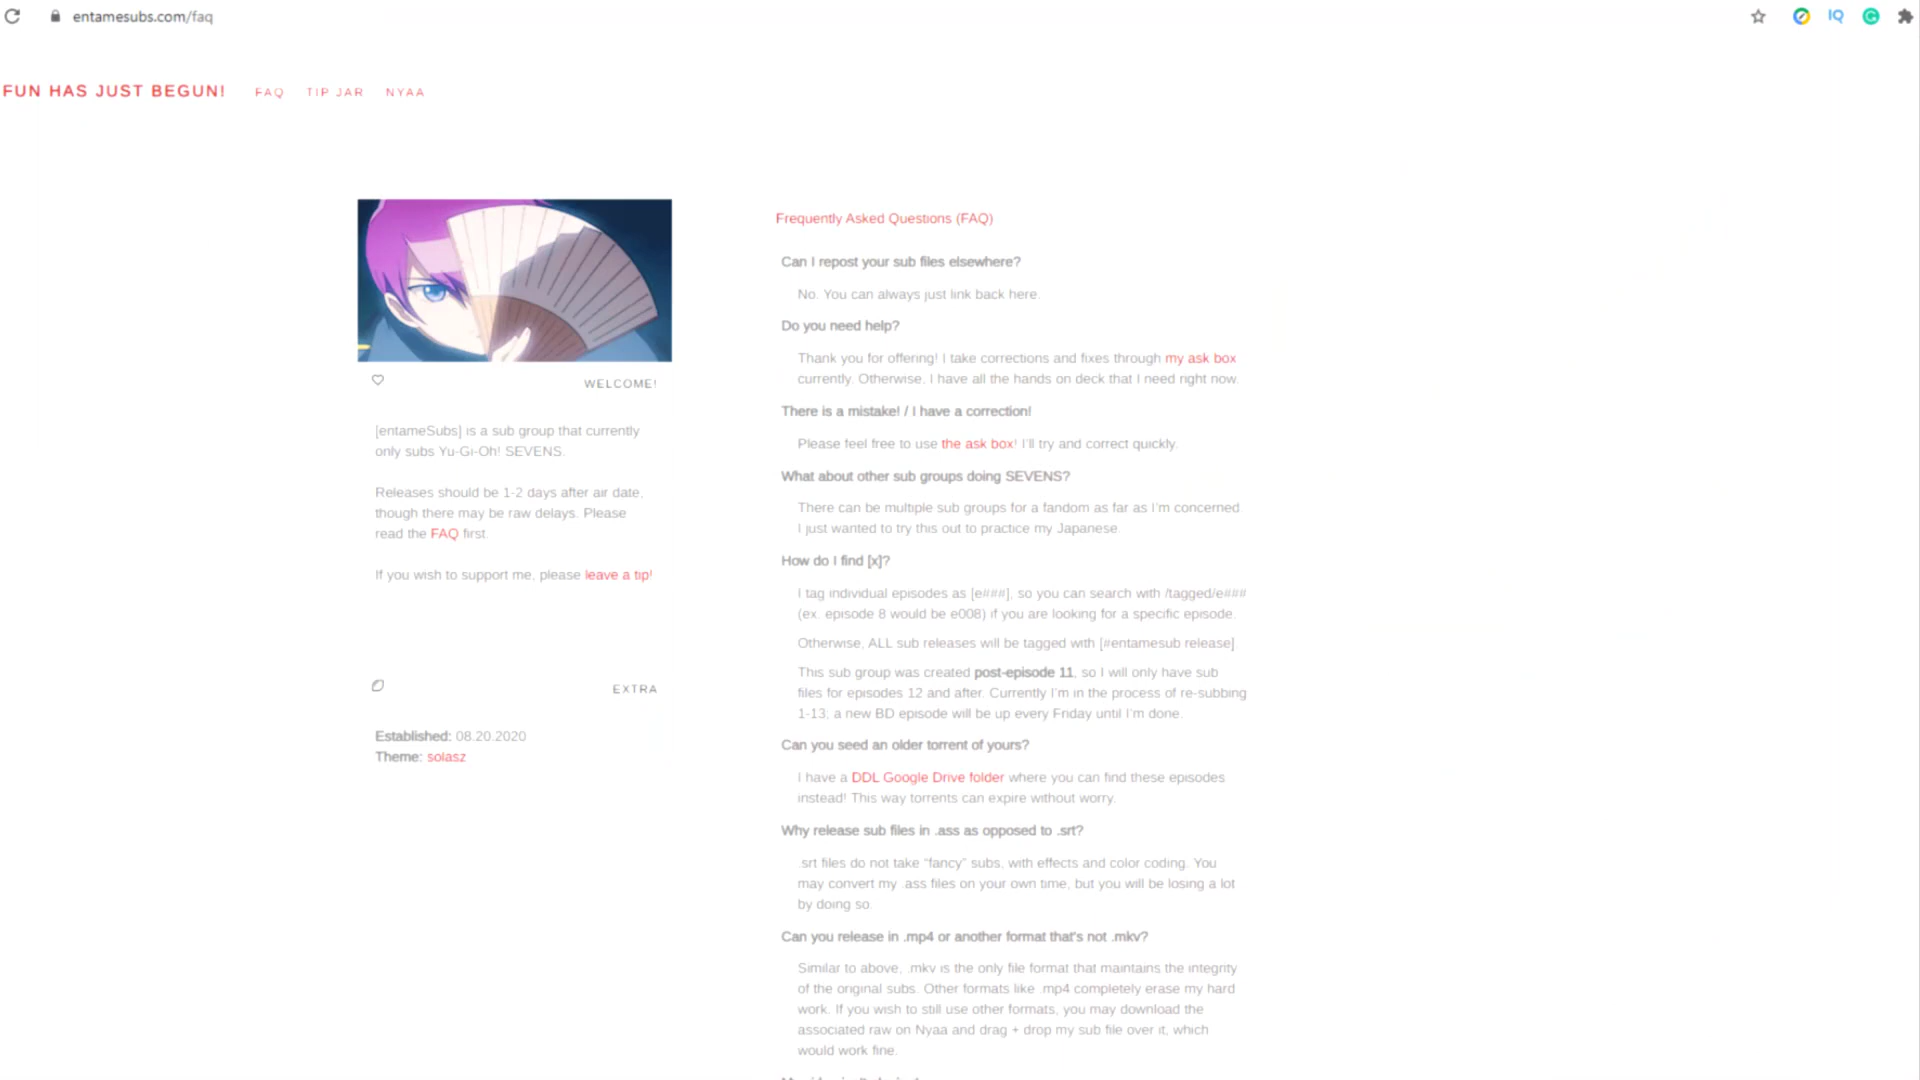 entamesubs.com/faq
IQ
FUN HAS JUST BEGUN! FAQ TIP JAR NYAA
WELCOME!
[entameSubs] is a sub group that currently
only subs Yu-Gi-Oh! SEVENS.
Releases should be 1-2 days after air date,
though there may be raw delays. Please
read the FAQ first.
If you wish to support me, please leave a tip!
EXTRA
Established: 08.20.2020
Theme: solasz
Frequently Asked Questions (FAQ)
Can I repost your sub files elsewhere?
No. You can always just link back here.
Do you need help?
Thank you for offering! I take corrections and fixes through my ask box
currently. Otherwise, I have all the hands on deck that I need right now.
There is a mistake! / I have a correction!
Please feel free to use the ask box! I'll try and correct quickly.
What about other sub groups doing SEVENS?
There can be multiple sub groups for a fandom as far as I'm concerned.
I just wanted to try this out to practice my Japanese.
How do I find [x]?
I tag individual episodes as [e###], so you can search with /tagged/e###
(ex. episode 8 would be e008) if you are looking for a specific episode.
Otherwise, ALL sub releases will be tagged with [#entamesub release]
This sub group was created post-episode 11, so I will only have sub
files for episodes 12 and after. Currently I'm in the process of re-subbing
1-13; a new BD episode will be up every Friday until I'm done.
Can you seed an older torrent of yours?
I have a DDL Google Drive folder where you can find these episodes
instead! This way torrents can expire without worry.
Why release sub files in .ass as opposed to .srt?
.srt files do not take "fancy" subs, with effects and color coding. You
may convert my .ass files on your own time, but you will be losing a lot
by doing so.
Can you release in .mp4 or another format that's not .mkv?
Similar to above, .mkv is the only file format that maintains the integrity
of the original subs. Other formats like .mp4 completely erase my hard
work. If you wish to still use other formats, you may download the
associated raw on Nyaa and drag + drop my sub file over it, which
would work fine.